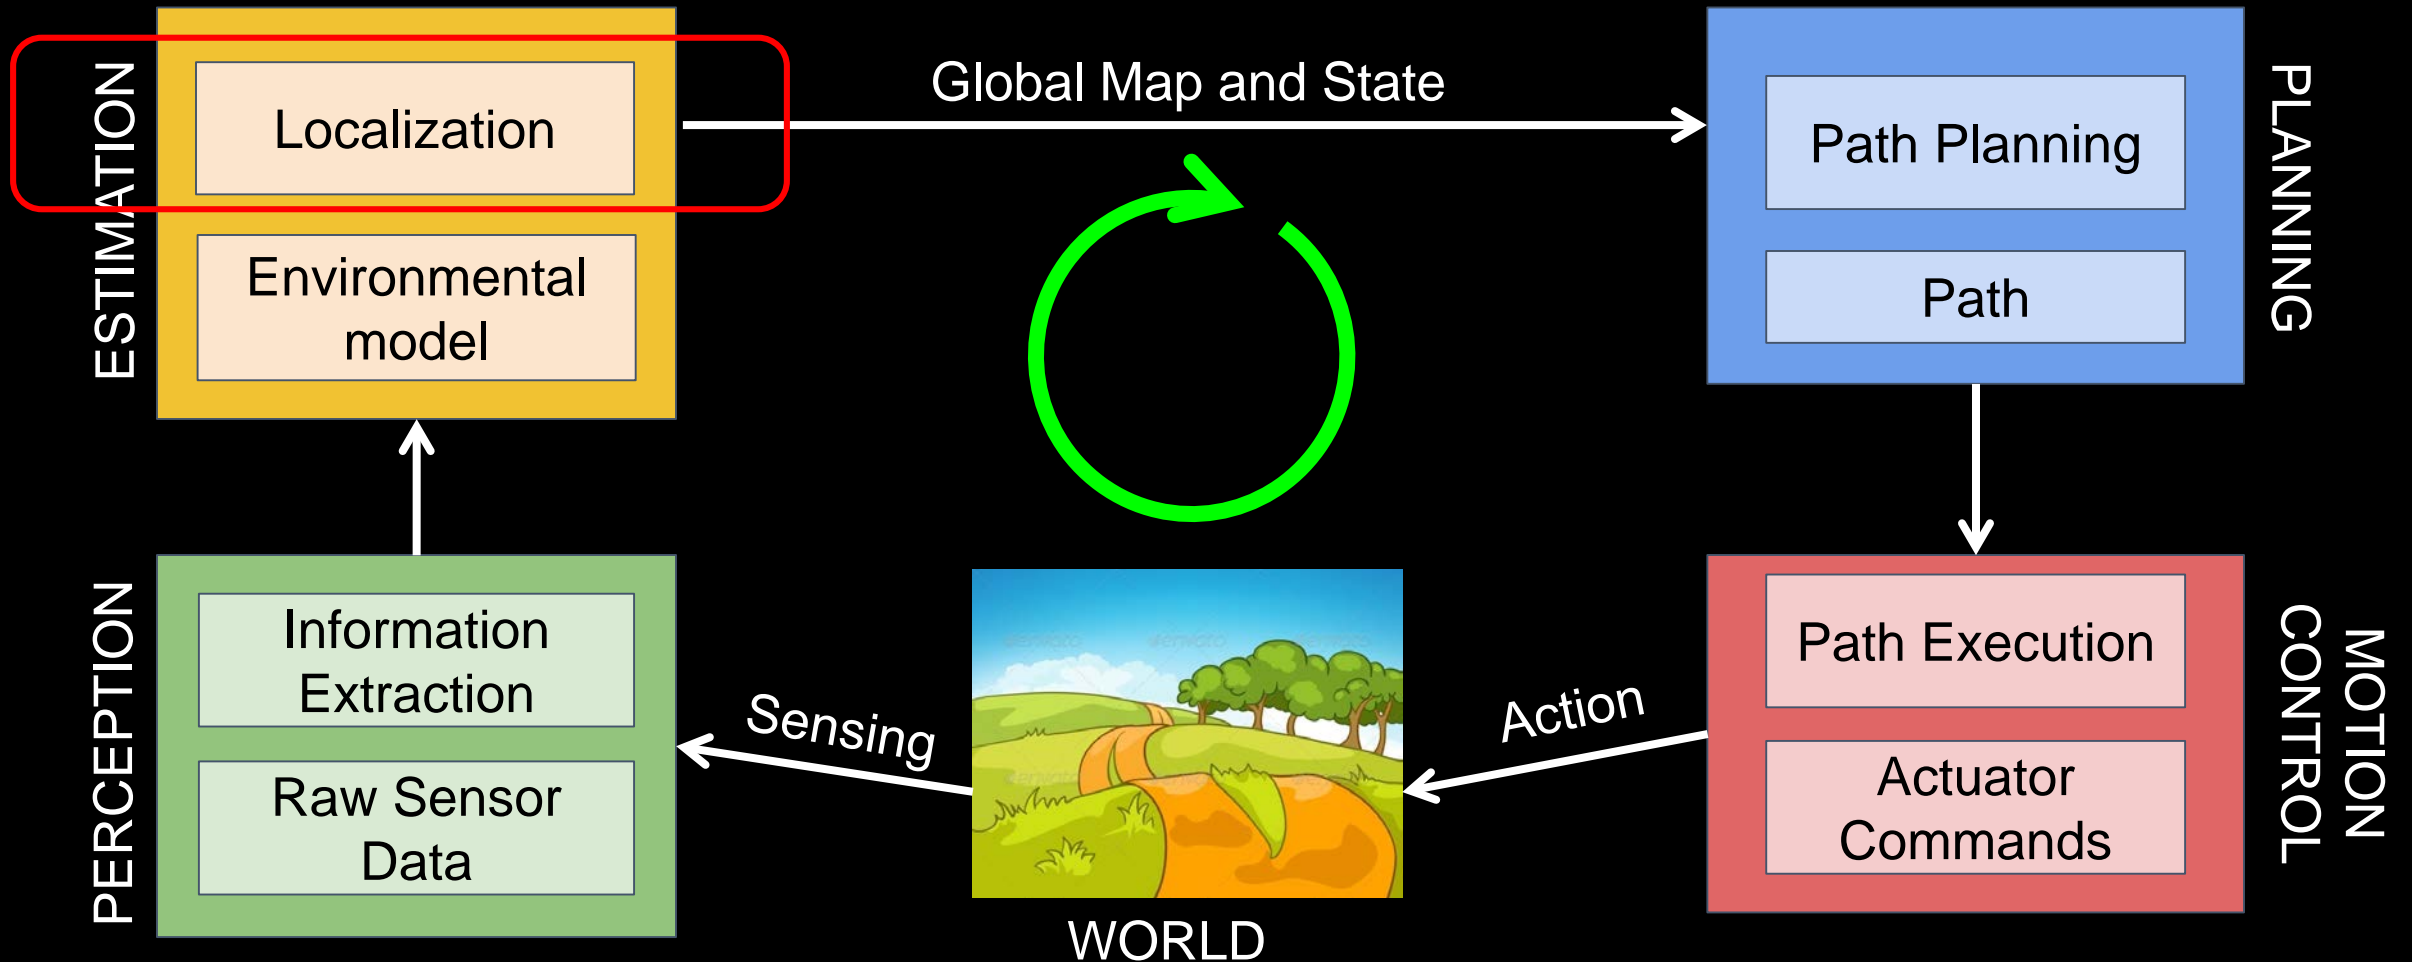 ESTIMATION
Localization
Environmental
model
Global Map and State
Path Planning
Path
PLANNING
PERCEPTION
Information
Extraction
Raw Sensor
Data
Sensing
WORLD
Action
Path Execution
Actuator
Commands
MOTION
CONTROL